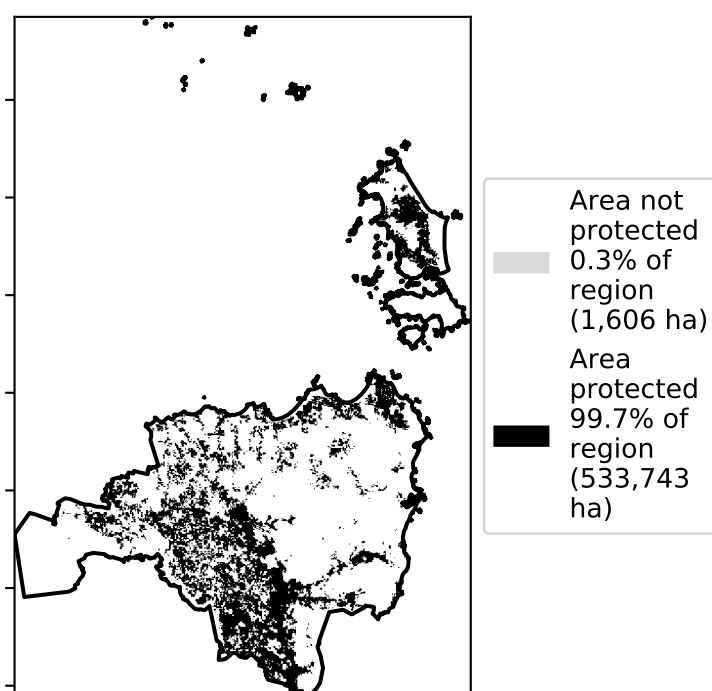 Area not
protected
0.3% of
region
(1,606 ha)
Area
protected
99.7% of
region
(533,743
ha)